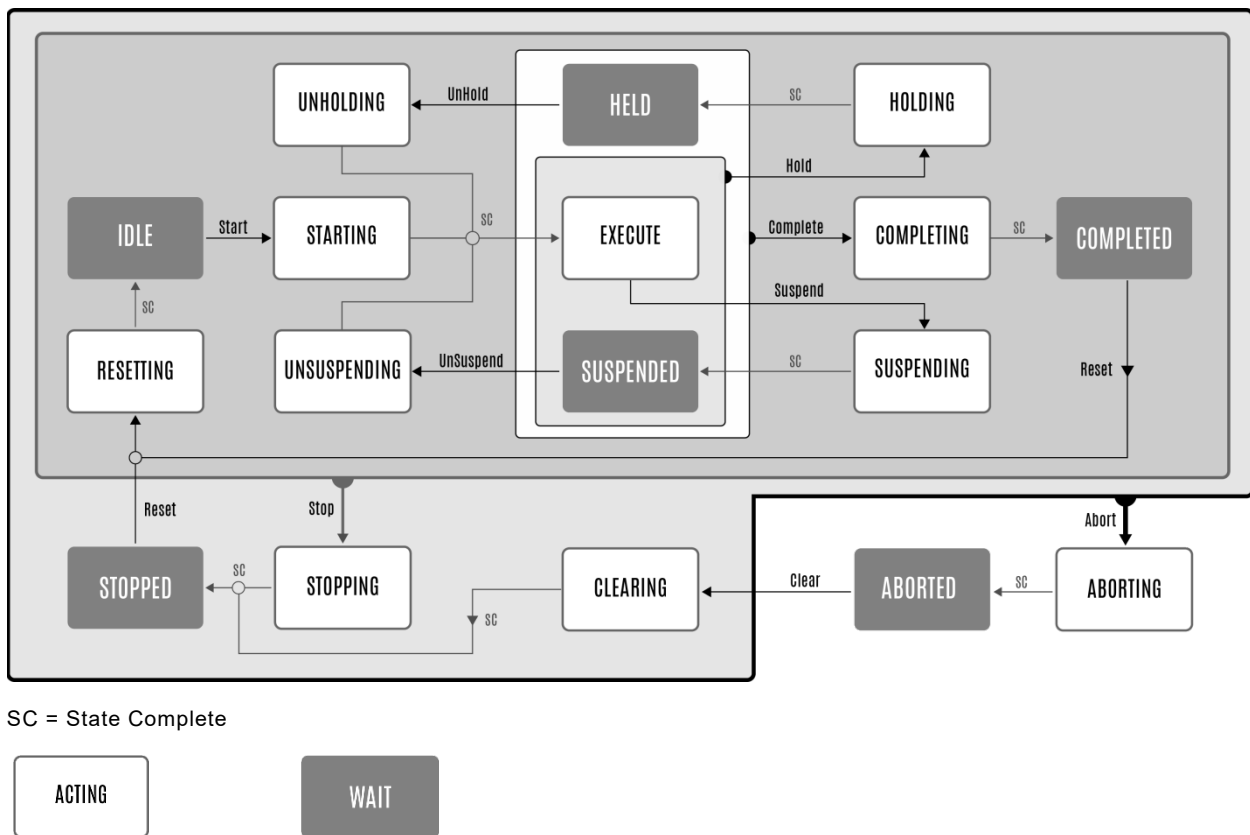 UNHOLDING
UnHold
HELD
SC
HOLDING
Hold
IDLE
Start
STARTING
SC
EXECUTE
Complete
COMPLETING
SC
COMPLETED
Suspend
SC
RESETTING
UNSUSPENDING
UnSuspend
SUSPENDED
SC
SUSPENDING
Reset
Reset
Stop
Abort
STOPPED
SC
STOPPING
SC
CLEARING
Clear
ABORTED
SC
ABORTING
SC = State Complete
ACTING
WAIT